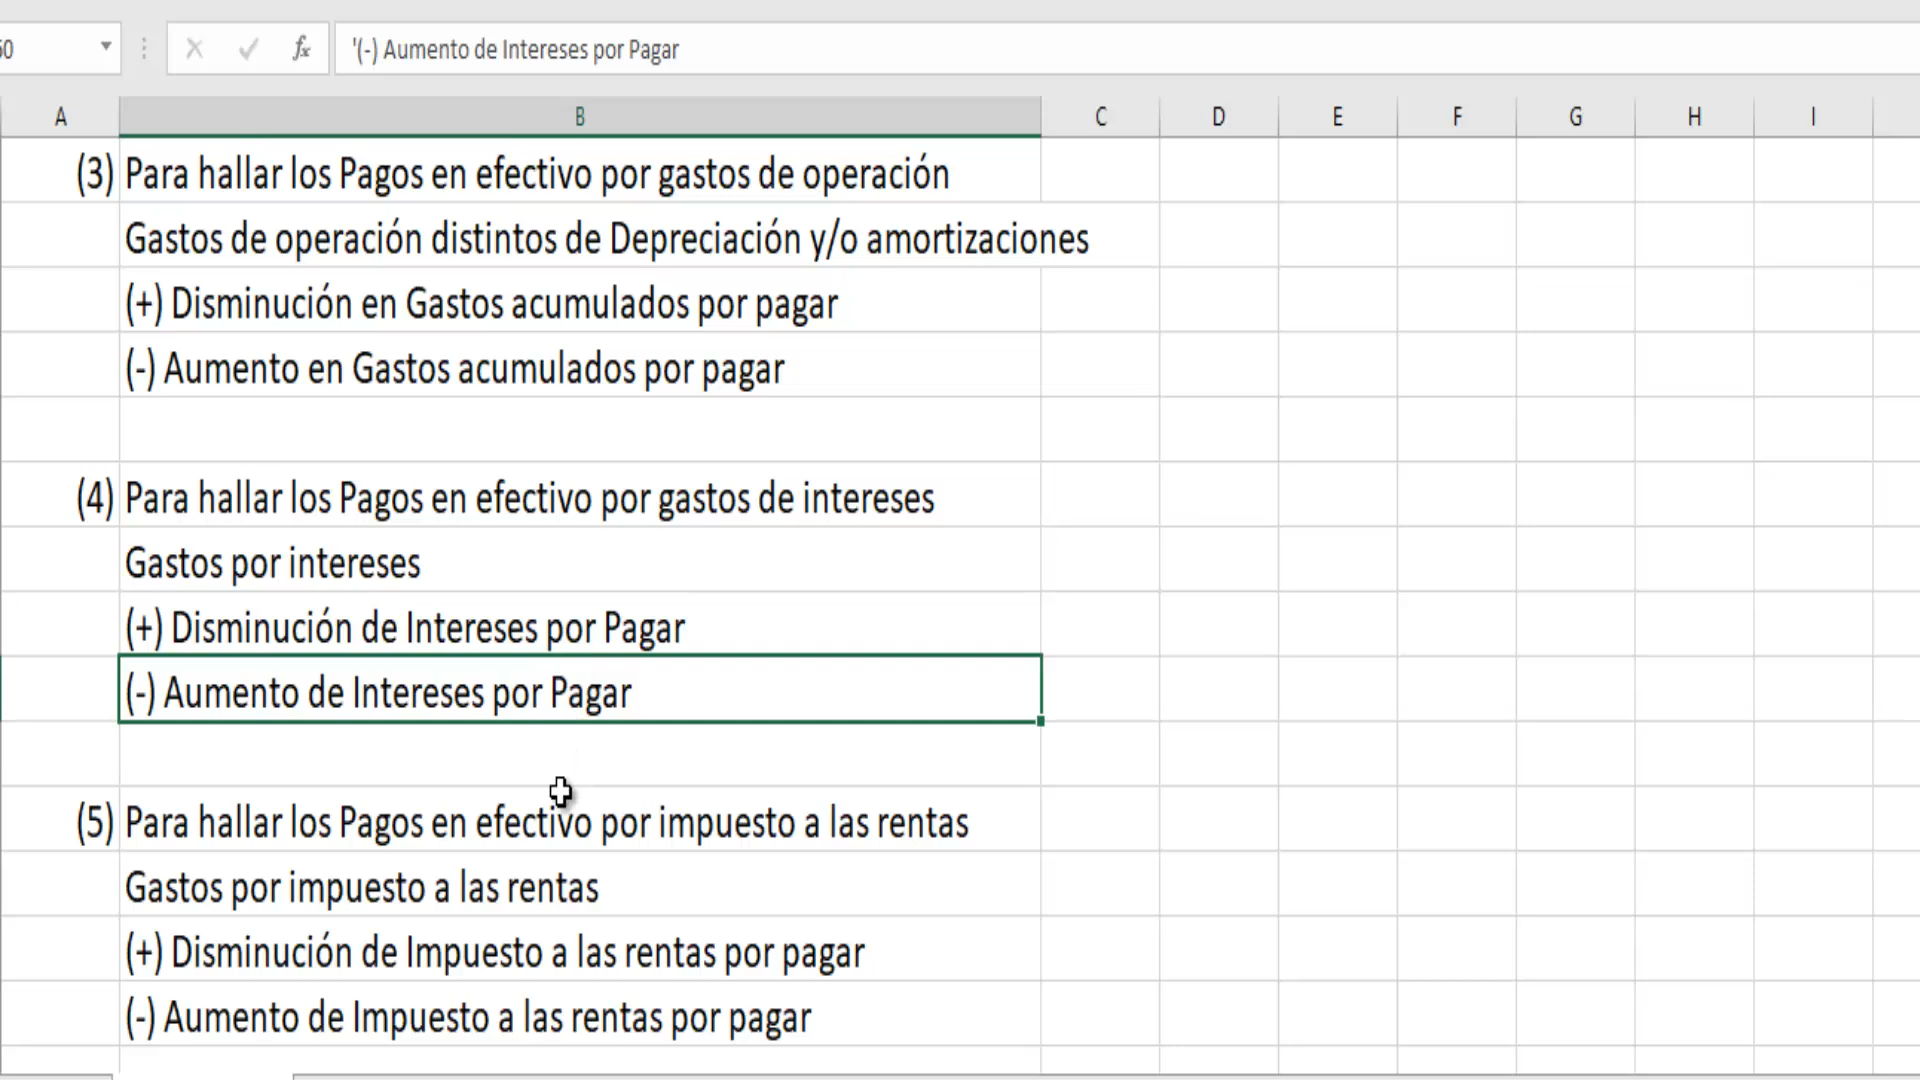 '(-) Aumento de Intereses por Pagar
A B C D E F G H I
(3) Para hallar los Pagos en efectivo por gastos de operación
Gastos de operación distintos de Depreciación y/o amortizaciones
(+) Disminución en Gastos acumulados por pagar
(-) Aumento en Gastos acumulados por pagar
(4) Para hallar los Pagos en efectivo por gastos de intereses
Gastos por intereses
(+) Disminución de Intereses por Pagar
(-) Aumento de Intereses por Pagar
(5) Para hallar los Pagos en efectivo por impuesto a las rentas
Gastos por impuesto a las rentas
(+) Disminución de Impuesto a las rentas por pagar
(-) Aumento de Impuesto a las rentas por pagar